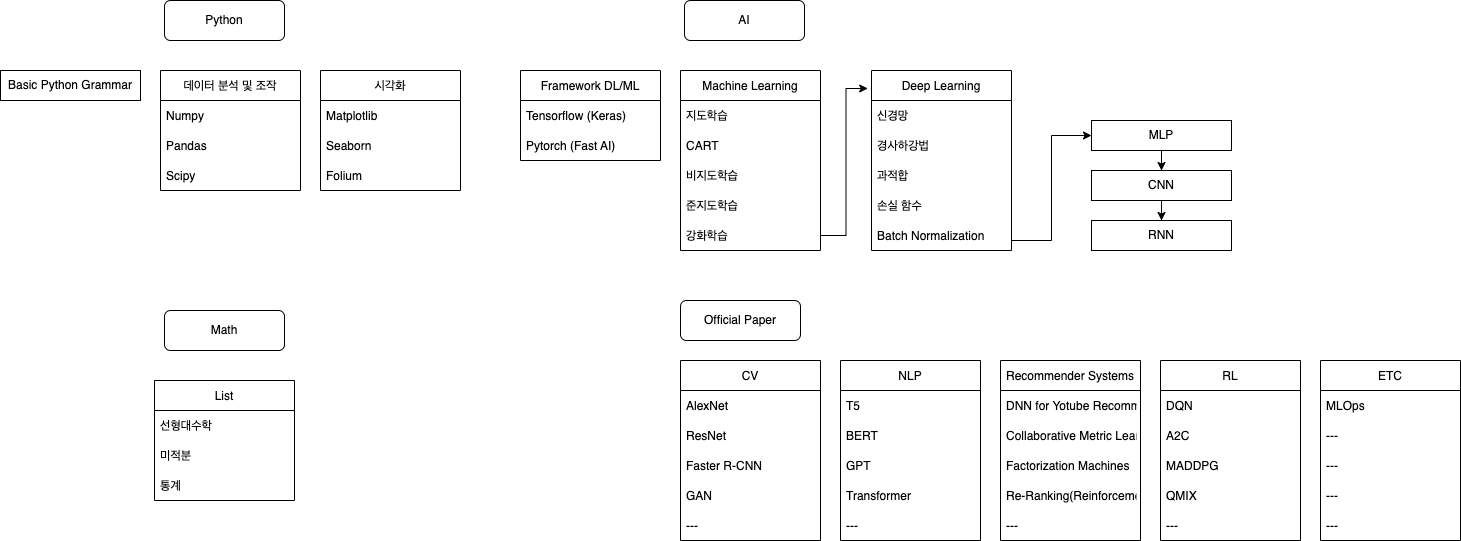 Python
Basic Python Grammar
데이터 분석 및 조작
Numpy
Pandas
Scipy
시각화
Matplotlib
Seaborn
Folium
AI
Framework DL/ML
Tensorflow (Keras)
Pytorch (Fast AI)
Machine Learning
지도학습
CART
비지도학습
준지도학습
강화학습
Deep Learning
신경망
경사하강법
과적합
손실 함수
Batch Normalization
MLP
CNN
RNN
Math
List
선형대수학
미적분
통계
Official Paper
CV
AlexNet
ResNet
Faster R-CNN
GAN
---
NLP
T5
BERT
GPT
Transformer
---
Recommender Systems
DNN for Yotube Recomm
Collaborative Metric Lea
Factorization Machines
Re-Ranking(Reinforceme
---
RL
DQN
A2C
MADDPG
QMIX
---
ETC
MLOps
---
---
---
---